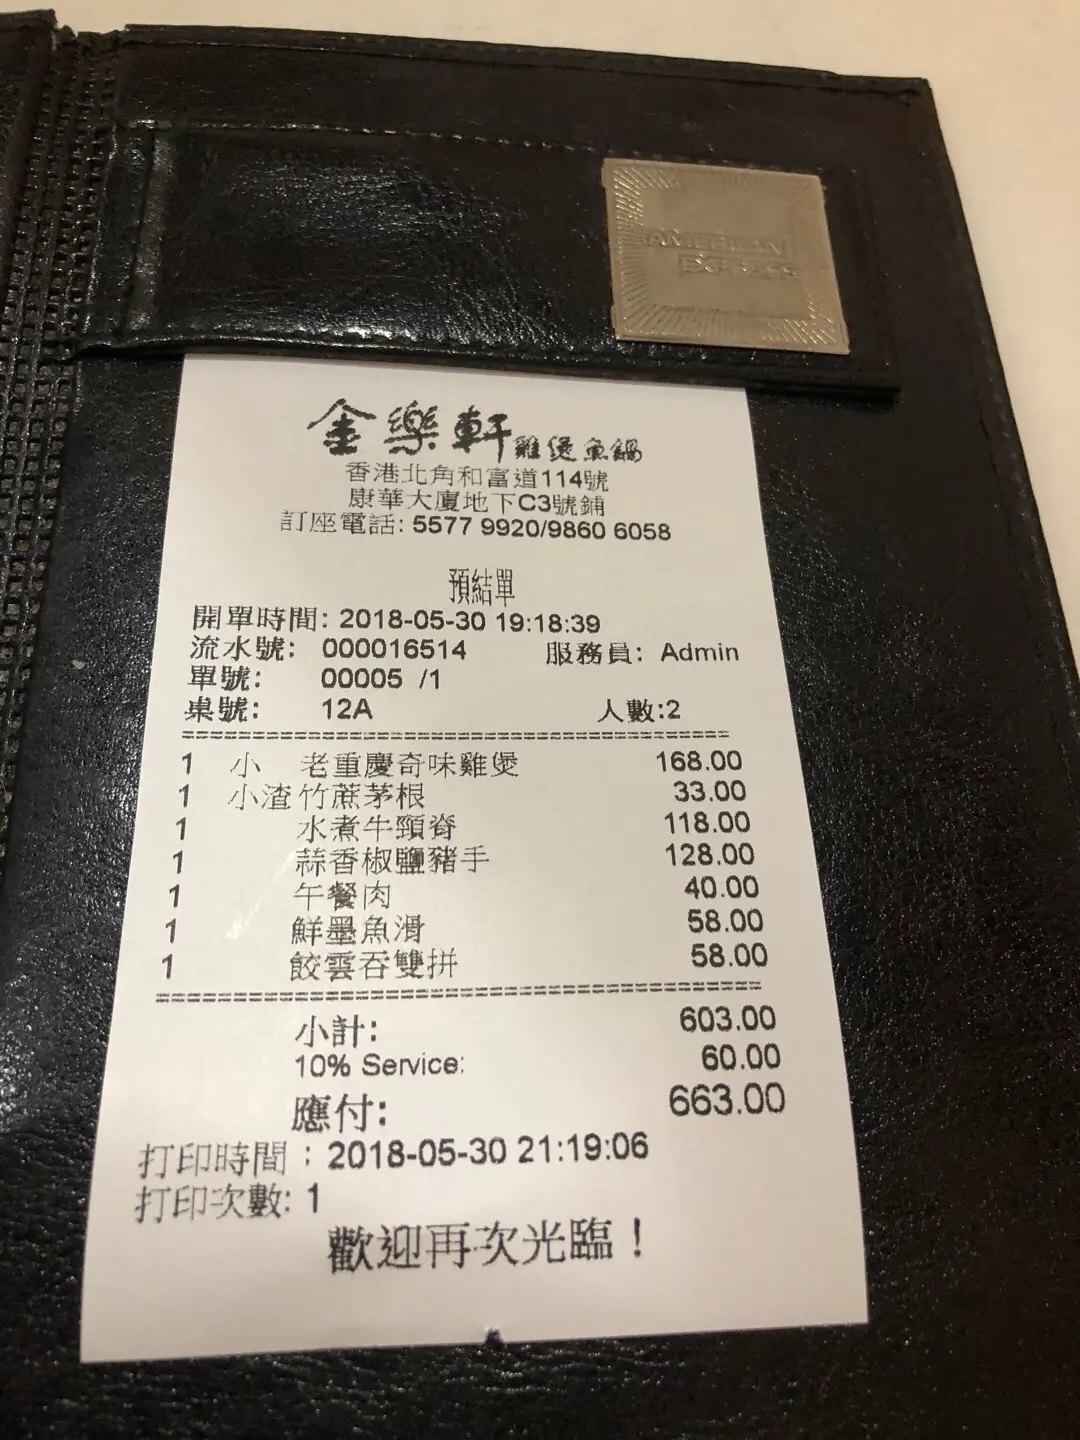 AMERICAN
EXPRESS
金樂軒雞煲魚鍋
香港北角和富道114號
康華大廈地下C3號鋪
訂座電話: 5577 9920/9860 6058
預結單
開單時間: 2018-05-30 19:18:39
流水號: 000016514 服務員: Admin
單號: 00005 /1
桌號: 12A 人數:2
1 小 老重慶奇味雞煲 168.00
1 小渣竹蔗茅根 33.00
1 水煮牛頸脊 118.00
1 蒜香椒鹽豬手 128.00
1 午餐肉 40.00
1 鮮墨魚滑 58.00
1 餃雲吞雙拼 58.00
小計: 603.00
10% Service: 60.00
應付: 663.00
打印時間: 2018-05-30 21:19:06
打印次數: 1
歡迎再次光臨！